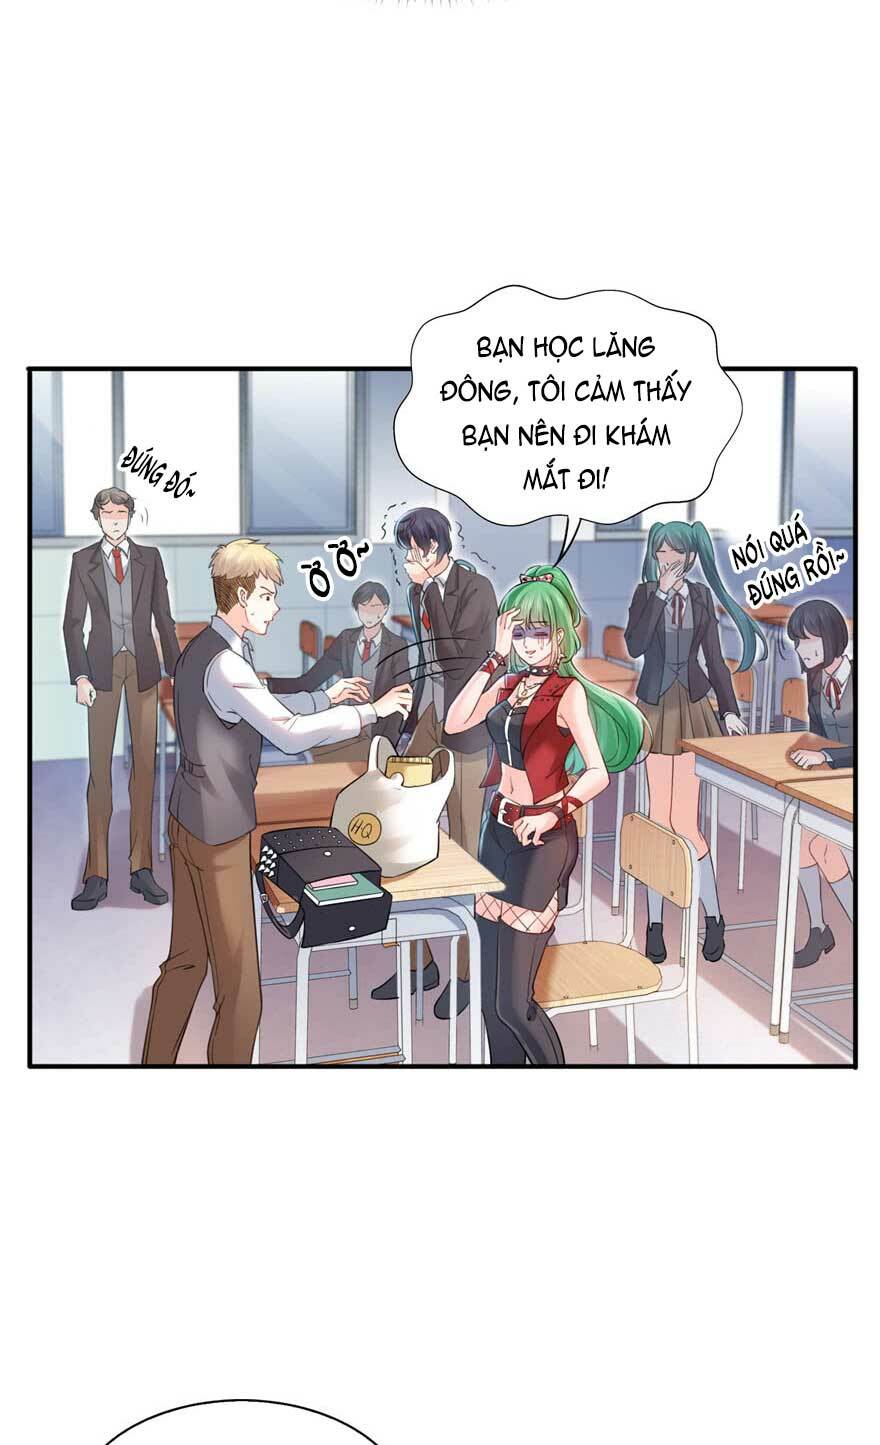 BẠN HỌC LĂNG
ĐÔNG, TÔI CẢM THẤY
BẠN NÊN ĐI KHÁM
MẮT ĐI!
ĐÚNG ĐÓ~
Ờ Ờ~
NÓI QUÁ
ĐÚNG RỒI~
HQ